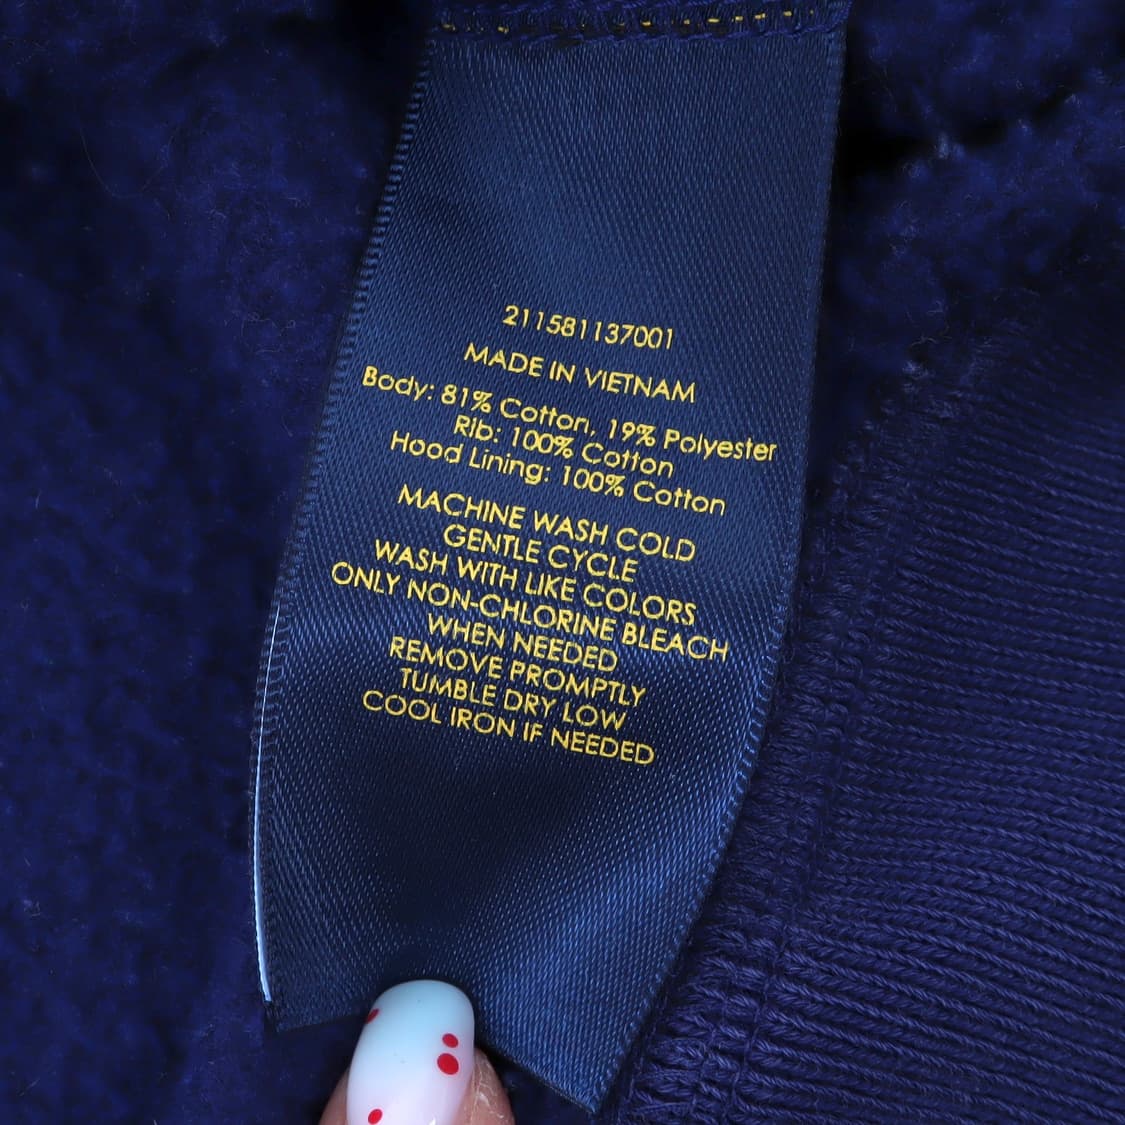 211581137001
MADE IN VIETNAM
Body: 81% Cotton, 19% Polyester
Rib: 100% Cotton
Hood Lining: 100% Cotton
MACHINE WASH COLD
GENTLE CYCLE
WASH WITH LIKE COLORS
ONLY NON-CHLORINE BLEACH
WHEN NEEDED
REMOVE PROMPTLY
TUMBLE DRY LOW
COOL IRON IF NEEDED